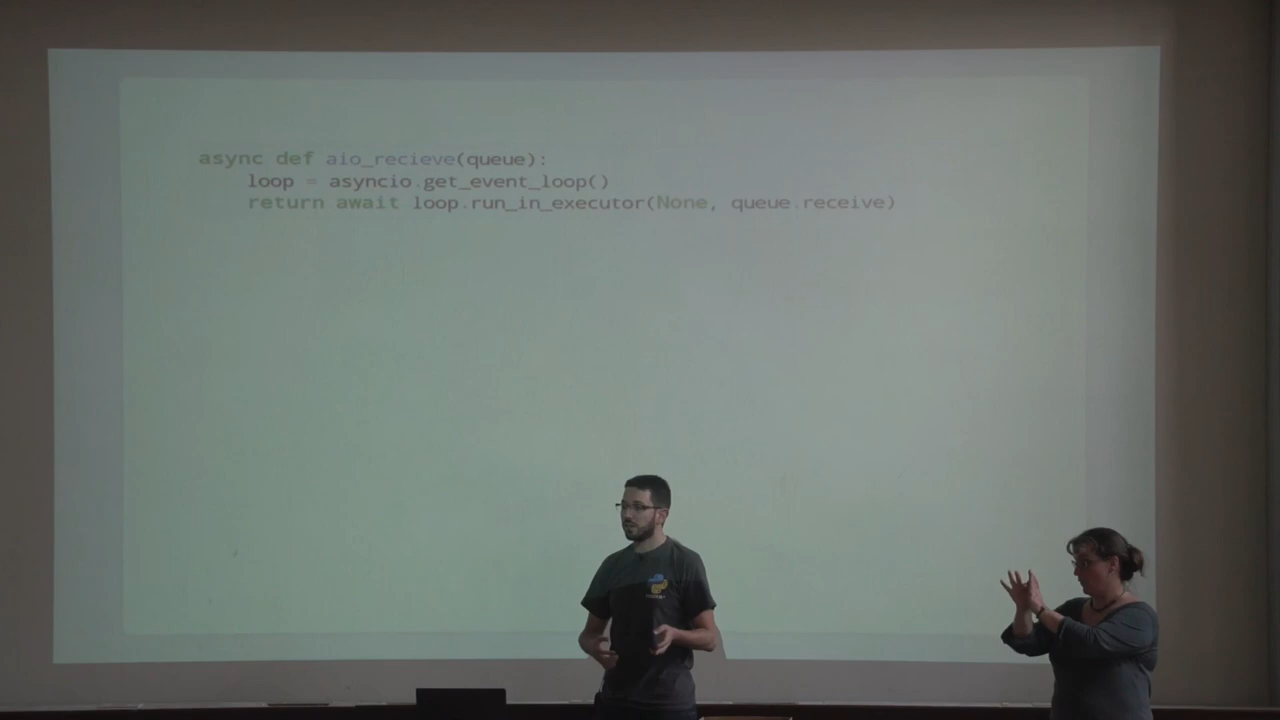 async def aio_recieve(queue):
loop = asyncio.get_event_loop()
return await loop.run_in_executor(None, queue.receive)